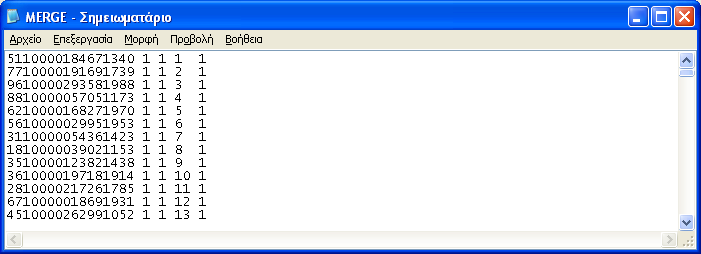 MERGE - Σημειωματάριο
Αρχείο Επεξεργασία Μορφή Προβολή Βοήθεια
5110000184671340 1 1 1 1
7710000191691739 1 1 2 1
9610000293581988 1 1 3 1
8810000057051173 1 1 4 1
6210000168271970 1 1 5 1
5610000029951953 1 1 6 1
3110000054361423 1 1 7 1
1810000039021153 1 1 8 1
3510000123821438 1 1 9 1
3610000197181914 1 1 10 1
2810000217261785 1 1 11 1
6710000018691931 1 1 12 1
4510000262991052 1 1 13 1